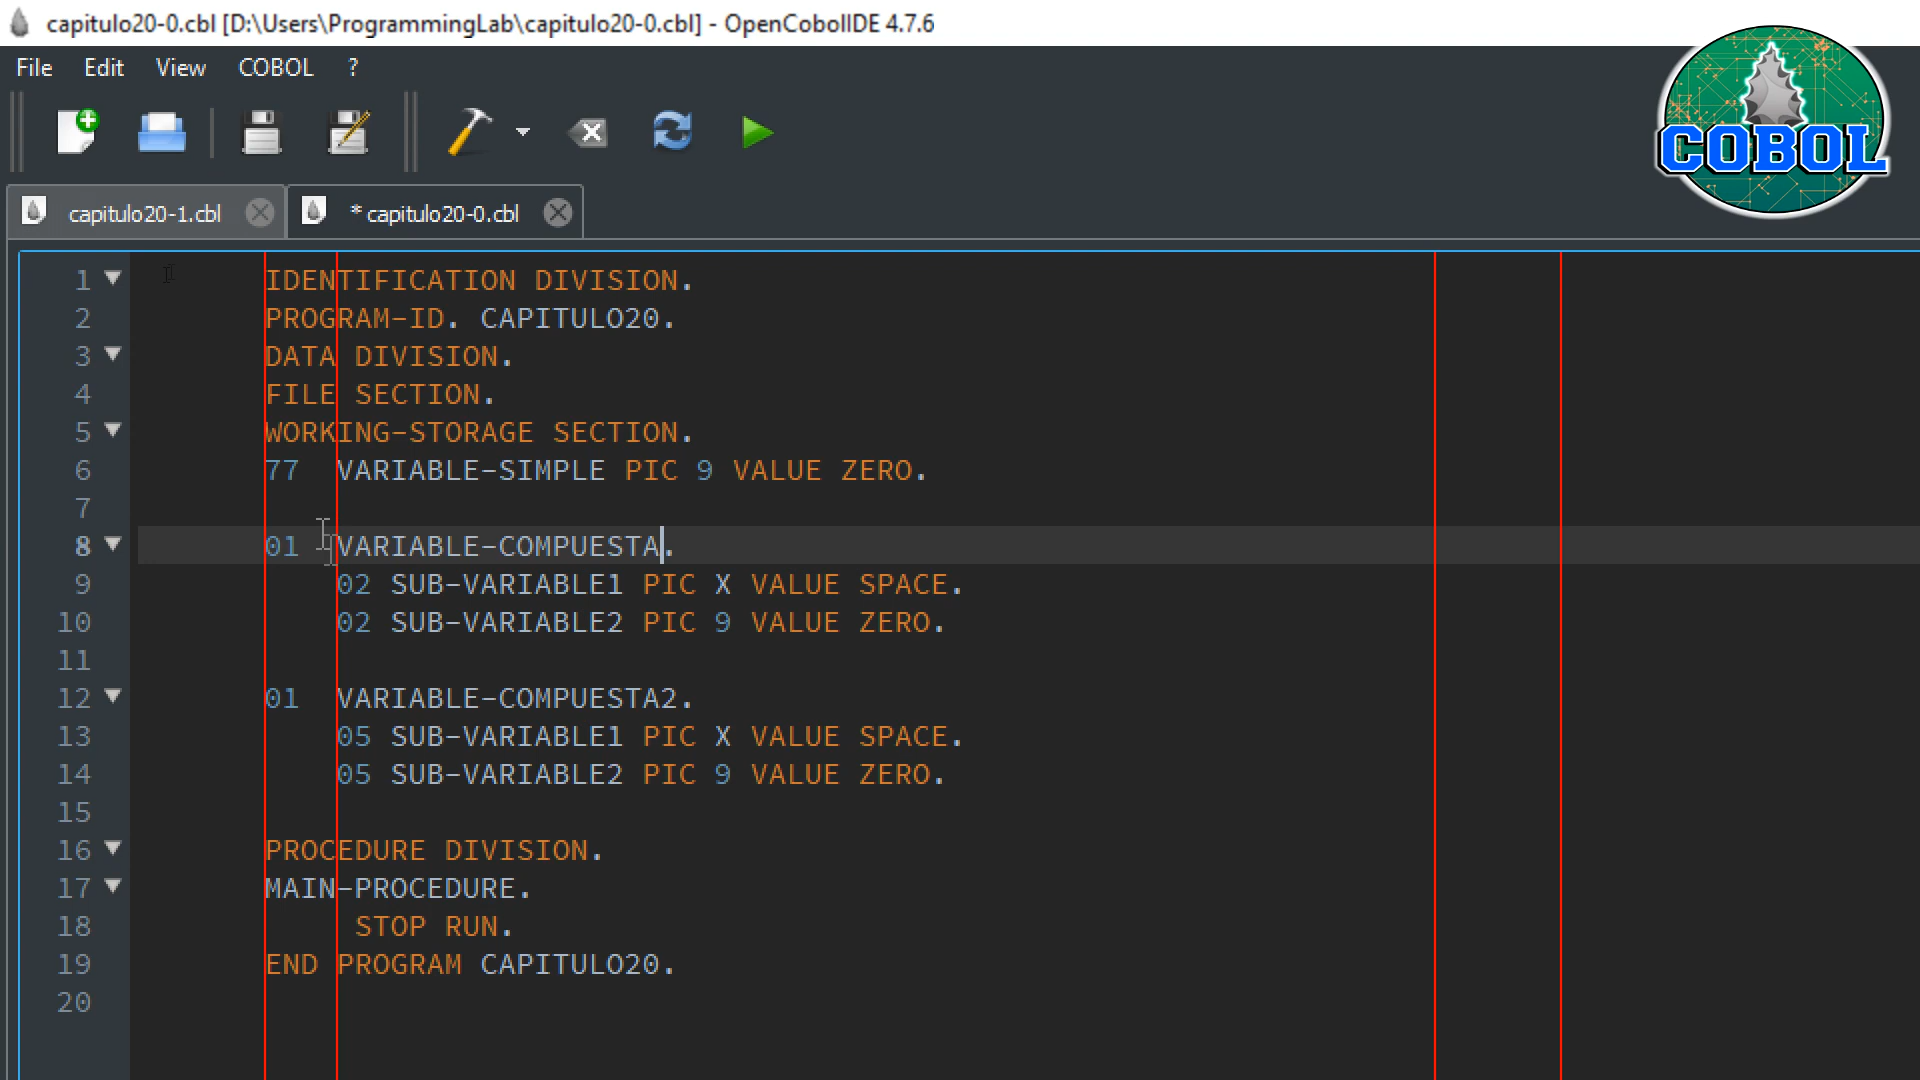 capitulo20-0.cbl [D:\Users\ProgrammingLab\capitulo20-0.cbl] - OpenCobolIDE 4.7.6
File Edit View COBOL ?
COBOL
capitulo20-1.cbl * capitulo20-0.cbl
1 IDENTIFICATION DIVISION.
2 PROGRAM-ID. CAPITULO20.
3 DATA DIVISION.
4 FILE SECTION.
5 WORKING-STORAGE SECTION.
6 77 VARIABLE-SIMPLE PIC 9 VALUE ZERO.
7
8 01 VARIABLE-COMPUESTA.
9 02 SUB-VARIABLE1 PIC X VALUE SPACE.
10 02 SUB-VARIABLE2 PIC 9 VALUE ZERO.
11
12 01 VARIABLE-COMPUESTA2.
13 05 SUB-VARIABLE1 PIC X VALUE SPACE.
14 05 SUB-VARIABLE2 PIC 9 VALUE ZERO.
15
16 PROCEDURE DIVISION.
17 MAIN-PROCEDURE.
18 STOP RUN.
19 END PROGRAM CAPITULO20.
20